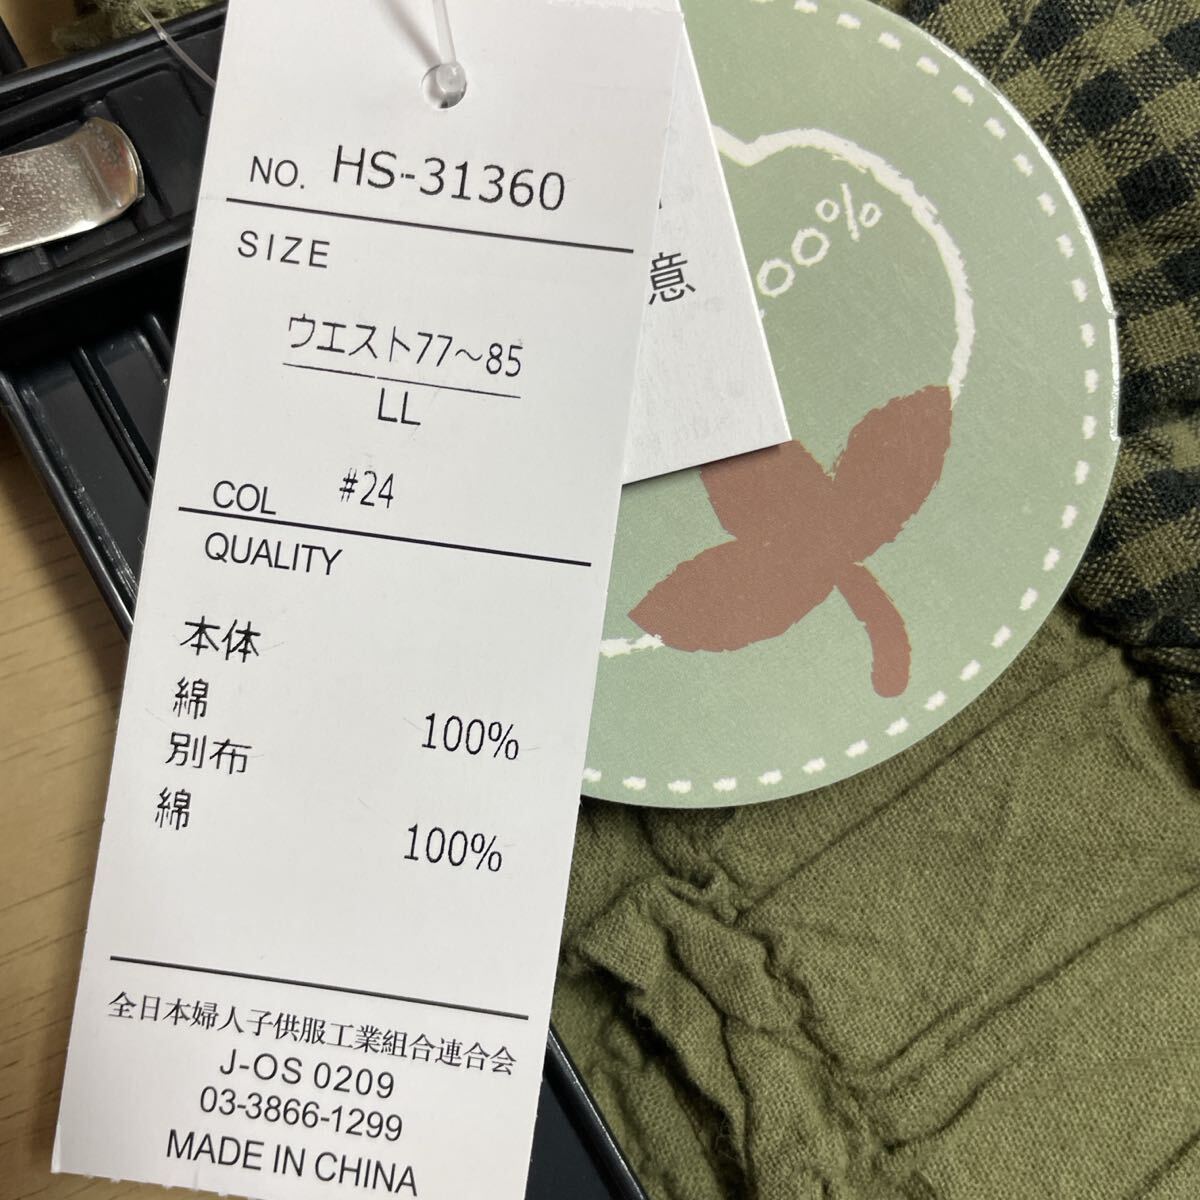 NO. HS-31360
SIZE
ウエスト77～85
LL
COL #24
QUALITY
本体
綿 100%
別布
綿 100%
全日本婦人子供服工業組合連合会
J-OS 0209
03-3866-1299
MADE IN CHINA
意
00%